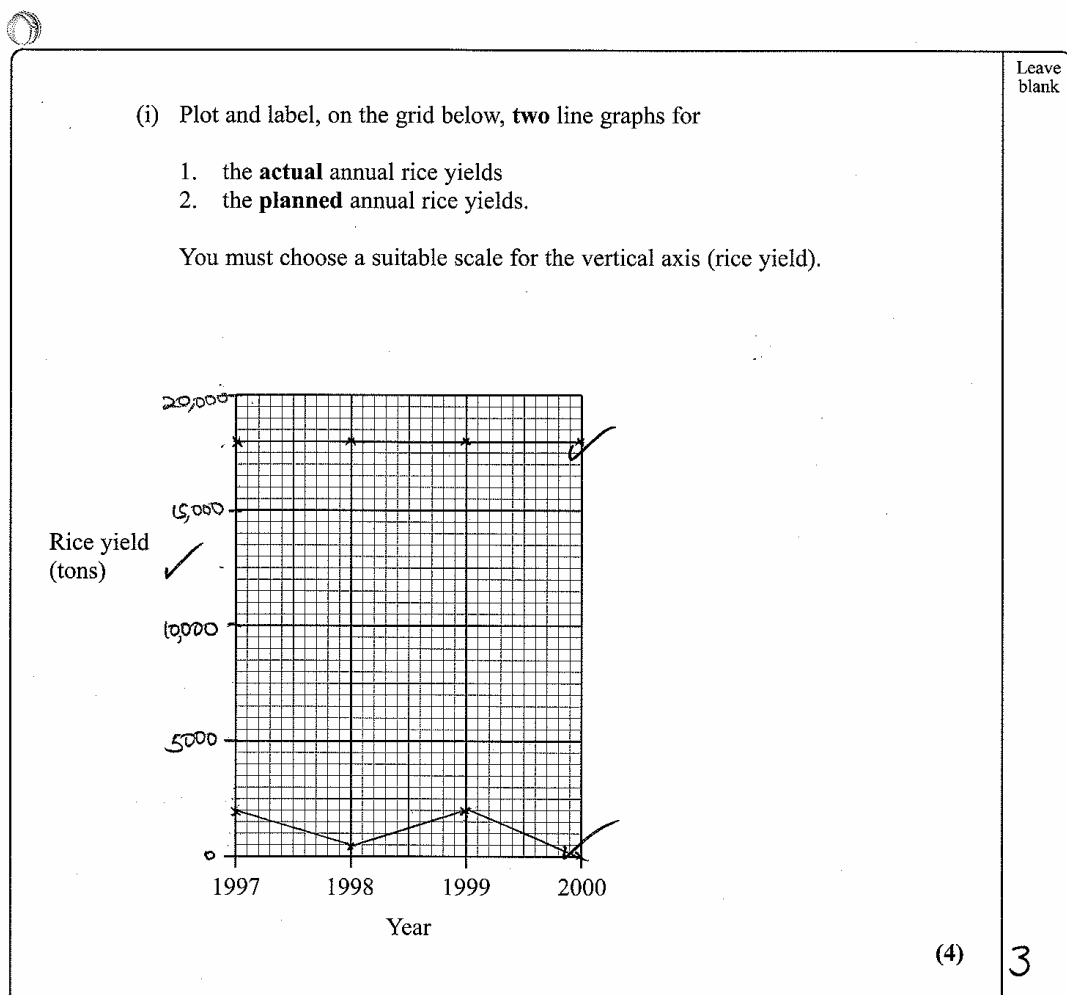 Leave
blank
(i) Plot and label, on the grid below, two line graphs for
1. the actual annual rice yields
2. the planned annual rice yields.
You must choose a suitable scale for the vertical axis (rice yield).
20,000
15,000
Rice yield
(tons)
10,000
5000
0
1997 1998 1999 2000
Year
(4) 3